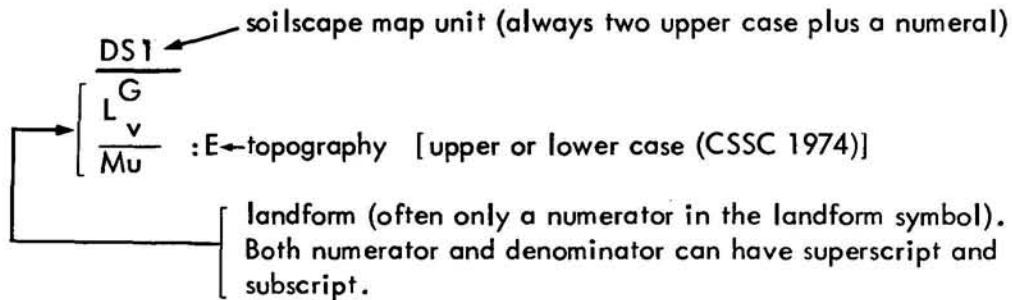 soilscape map unit (always two upper case plus a numeral)
DS1
L G v
Mu :E←topography [upper or lower case (CSSC 1974)]
landform (often only a numerator in the landform symbol).
Both numerator and denominator can have superscript and
subscript.